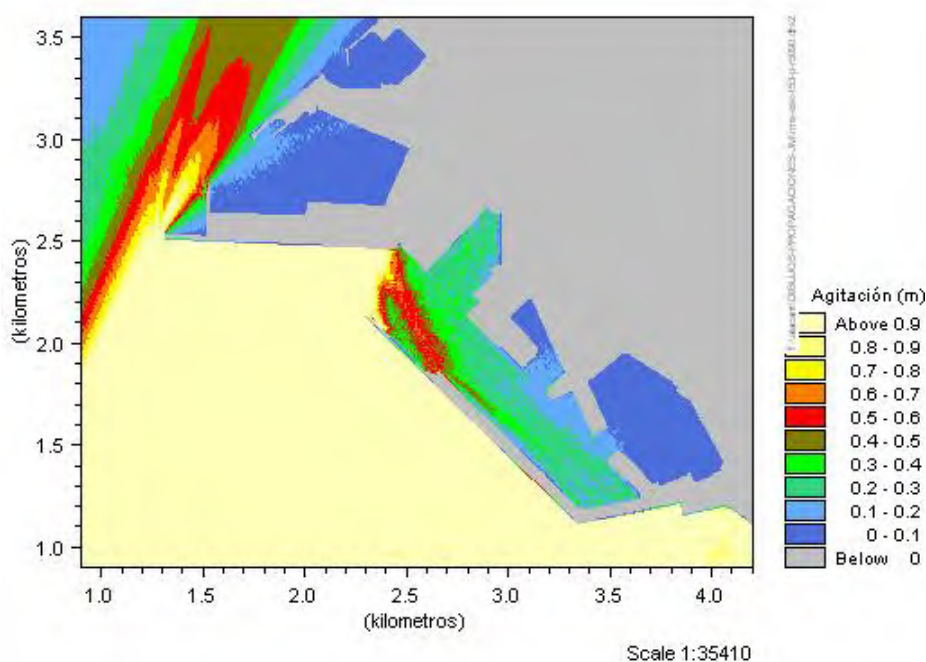 3.5
3.0
2.5
2.0
1.5
1.0
(kilometros)
1.0 1.5 2.0 2.5 3.0 3.5 4.0
(kilometros)
Agitación (m)
Above 0.9
0.8 - 0.9
0.7 - 0.8
0.6 - 0.7
0.5 - 0.6
0.4 - 0.5
0.3 - 0.4
0.2 - 0.3
0.1 - 0.2
0 - 0.1
Below 0
Scale 1:35410